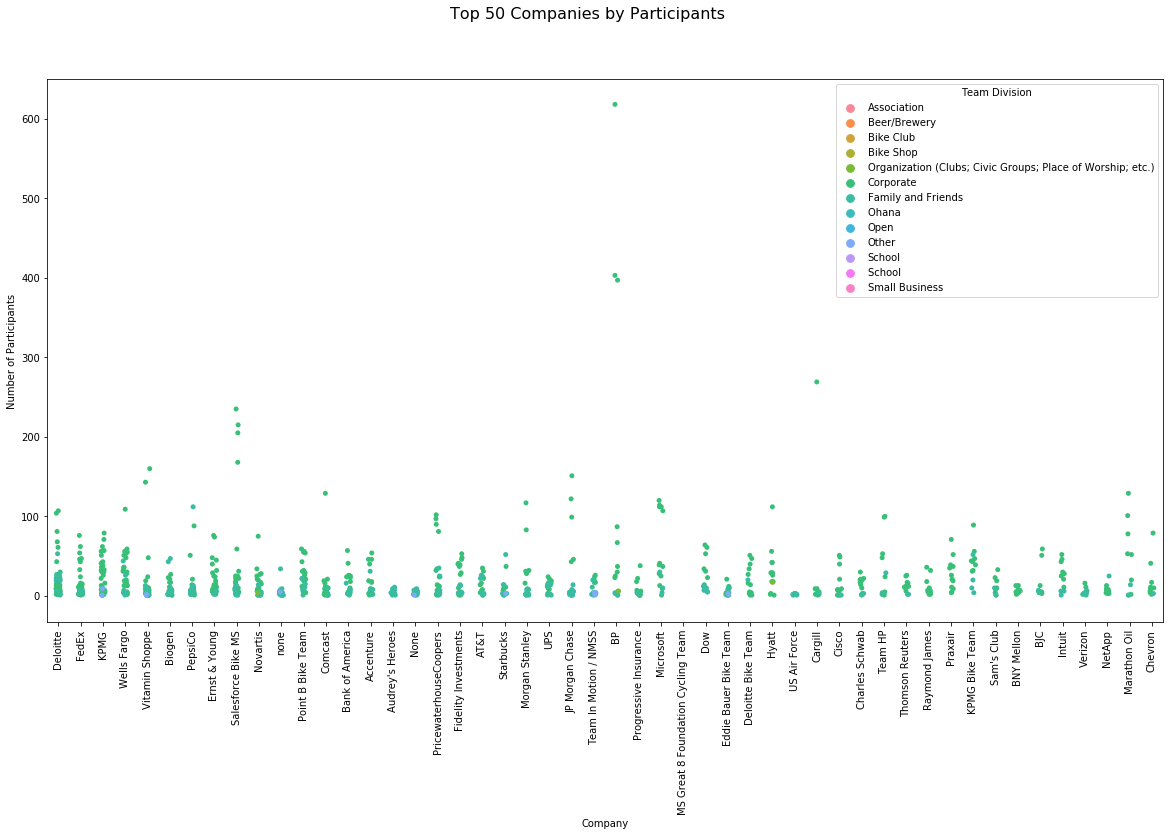 Top 50 Companies by Participants
Team Division
Association
Beer/Brewery
Bike Club
Bike Shop
Organization (Clubs; Civic Groups; Place of Worship; etc.)
Corporate
Family and Friends
Ohana
Open
Other
School
School
Small Business
Number of Participants
600
500
400
300
200
100
0
Deloitte
FedEx
KPMG
Wells Fargo
Vitamin Shoppe
Biogen
PepsiCo
Ernst & Young
Salesforce Bike MS
Novartis
none
Point B Bike Team
Comcast
Bank of America
Accenture
Audrey's Heroes
None
PricewaterhouseCoopers
Fidelity Investments
AT&T
Starbucks
Morgan Stanley
UPS
JP Morgan Chase
Team In Motion / NMSS
BP
Progressive Insurance
Microsoft
MS Great 8 Foundation Cycling Team
Dow
Eddie Bauer Bike Team
Deloitte Bike Team
Hyatt
US Air Force
Cargill
Cisco
Charles Schwab
Team HP
Thomson Reuters
Raymond James
Praxair
KPMG Bike Team
Sam's Club
BNY Mellon
BJC
Intuit
Verizon
NetApp
Marathon Oil
Chevron
Company